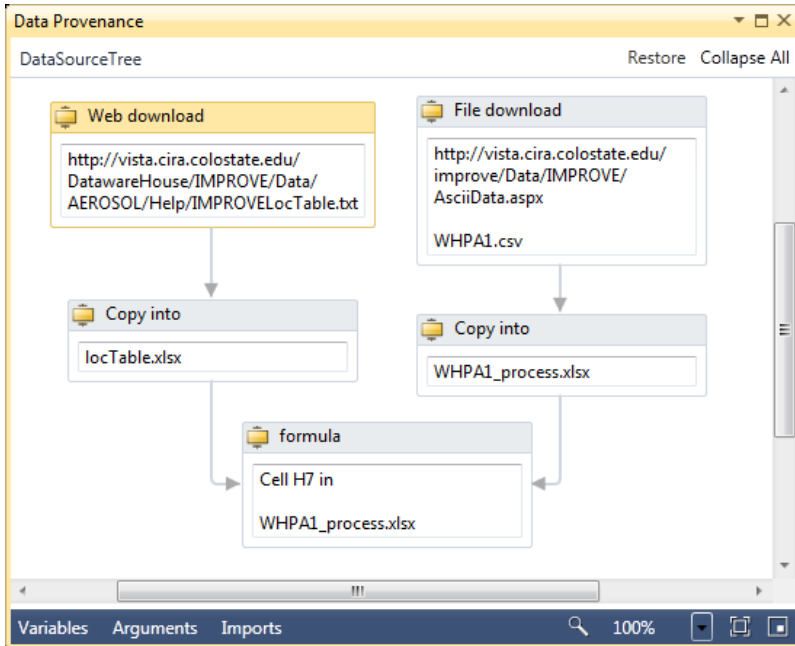 Data Provenance
DataSourceTree
Restore Collapse All
Web download
http://vista.cira.colostate.edu/
DatawareHouse/IMPROVE/Data/
AEROSOL/Help/IMPROVELocTable.txt
File download
http://vista.cira.colostate.edu/
improve/Data/IMPROVE/
AsciiData.aspx
WHPA1.csv
Copy into
locTable.xlsx
Copy into
WHPA1_process.xlsx
formula
Cell H7 in
WHPA1_process.xlsx
Variables Arguments Imports 100%